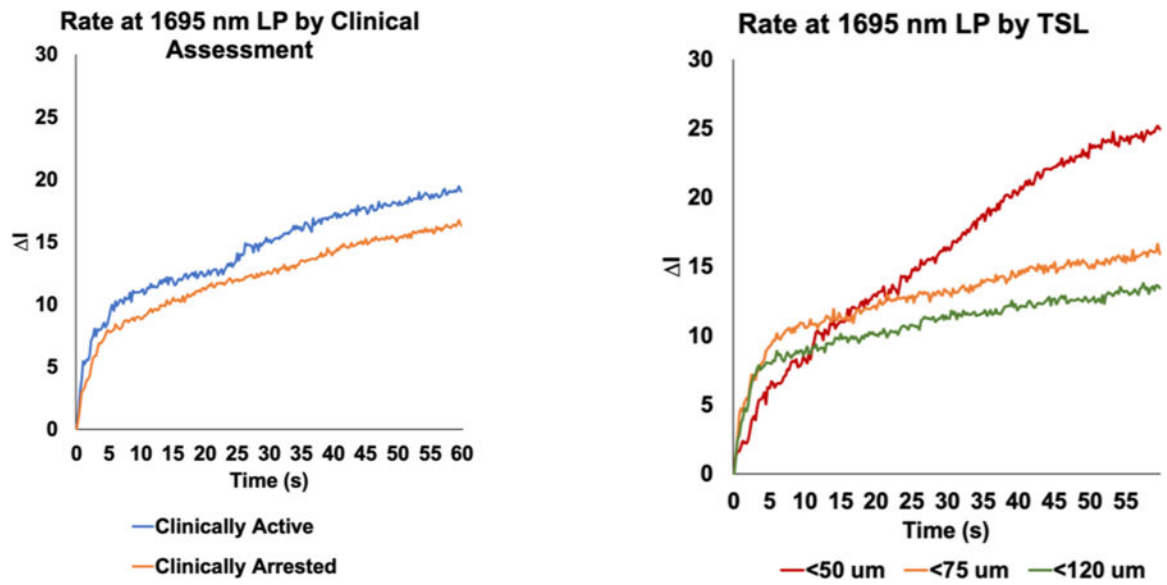 Rate at 1695 nm LP by Clinical
Assessment
30
25
20
15
10
5
0
ΔI
0 5 10 15 20 25 30 35 40 45 50 55 60
Time (s)
Clinically Active
Clinically Arrested
Rate at 1695 nm LP by TSL
30
25
20
15
10
5
0
ΔI
0 5 10 15 20 25 30 35 40 45 50 55
Time (s)
<50 um <75 um <120 um